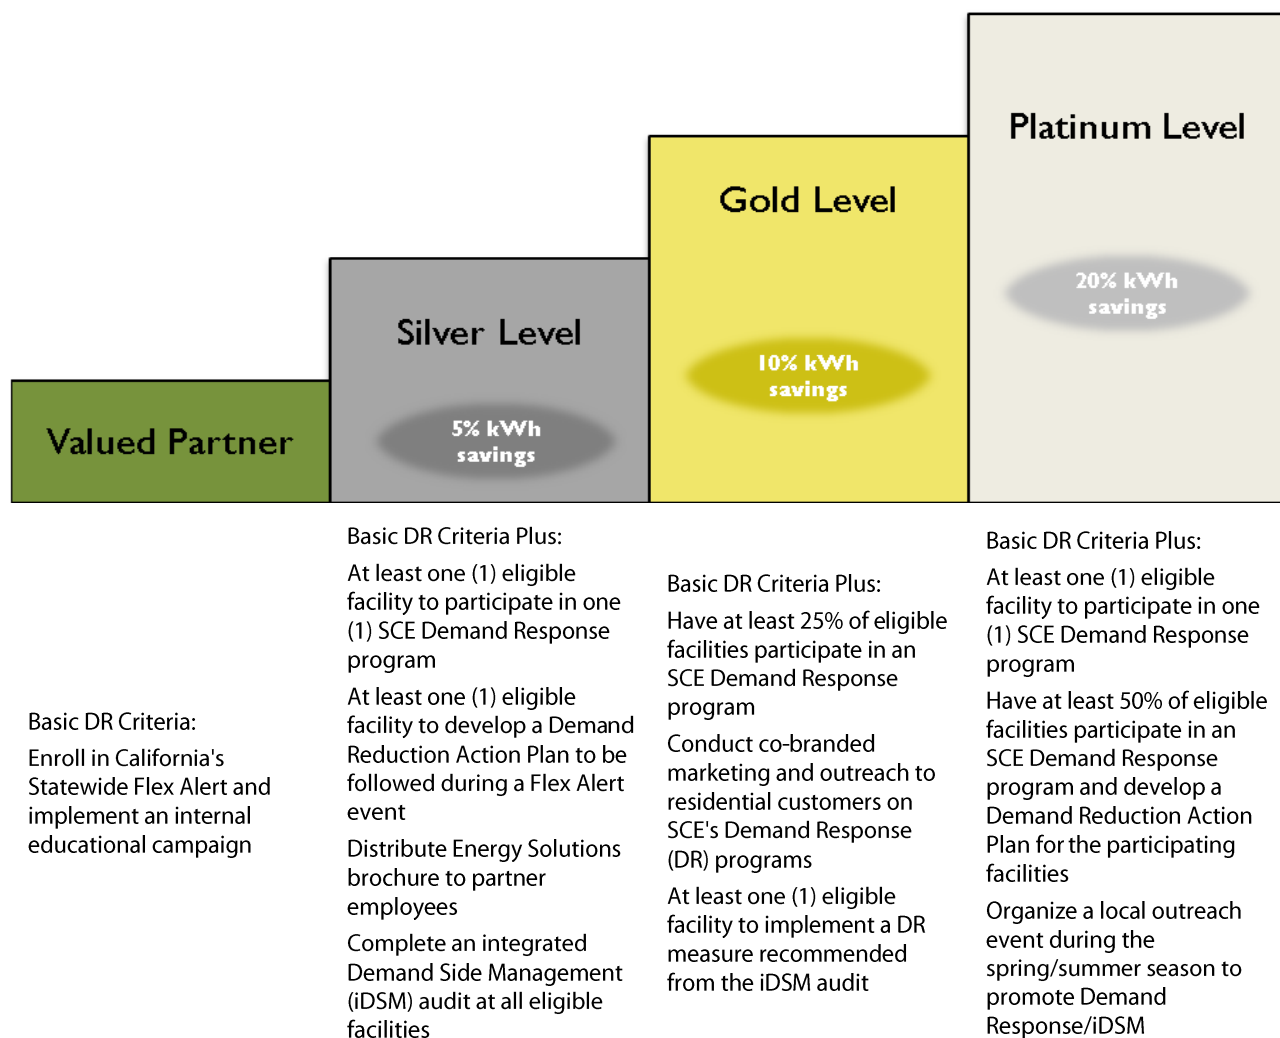 Valued Partner
Silver Level
5% kWh
savings
Gold Level
10% kWh
savings
Platinum Level
20% kWh
savings
Basic DR Criteria:
Enroll in California's
Statewide Flex Alert and
implement an internal
educational campaign
Basic DR Criteria Plus:
At least one (1) eligible
facility to participate in one
(1) SCE Demand Response
program
At least one (1) eligible
facility to develop a Demand
Reduction Action Plan to be
followed during a Flex Alert
event
Distribute Energy Solutions
brochure to partner
employees
Complete an integrated
Demand Side Management
(iDSM) audit at all eligible
facilities
Basic DR Criteria Plus:
Have at least 25% of eligible
facilities participate in an
SCE Demand Response
program
Conduct co-branded
marketing and outreach to
residential customers on
SCE's Demand Response
(DR) programs
At least one (1) eligible
facility to implement a DR
measure recommended
from the iDSM audit
Basic DR Criteria Plus:
At least one (1) eligible
facility to participate in one
(1) SCE Demand Response
program
Have at least 50% of eligible
facilities participate in an
SCE Demand Response
program and develop a
Demand Reduction Action
Plan for the participating
facilities
Organize a local outreach
event during the
spring/summer season to
promote Demand
Response/iDSM